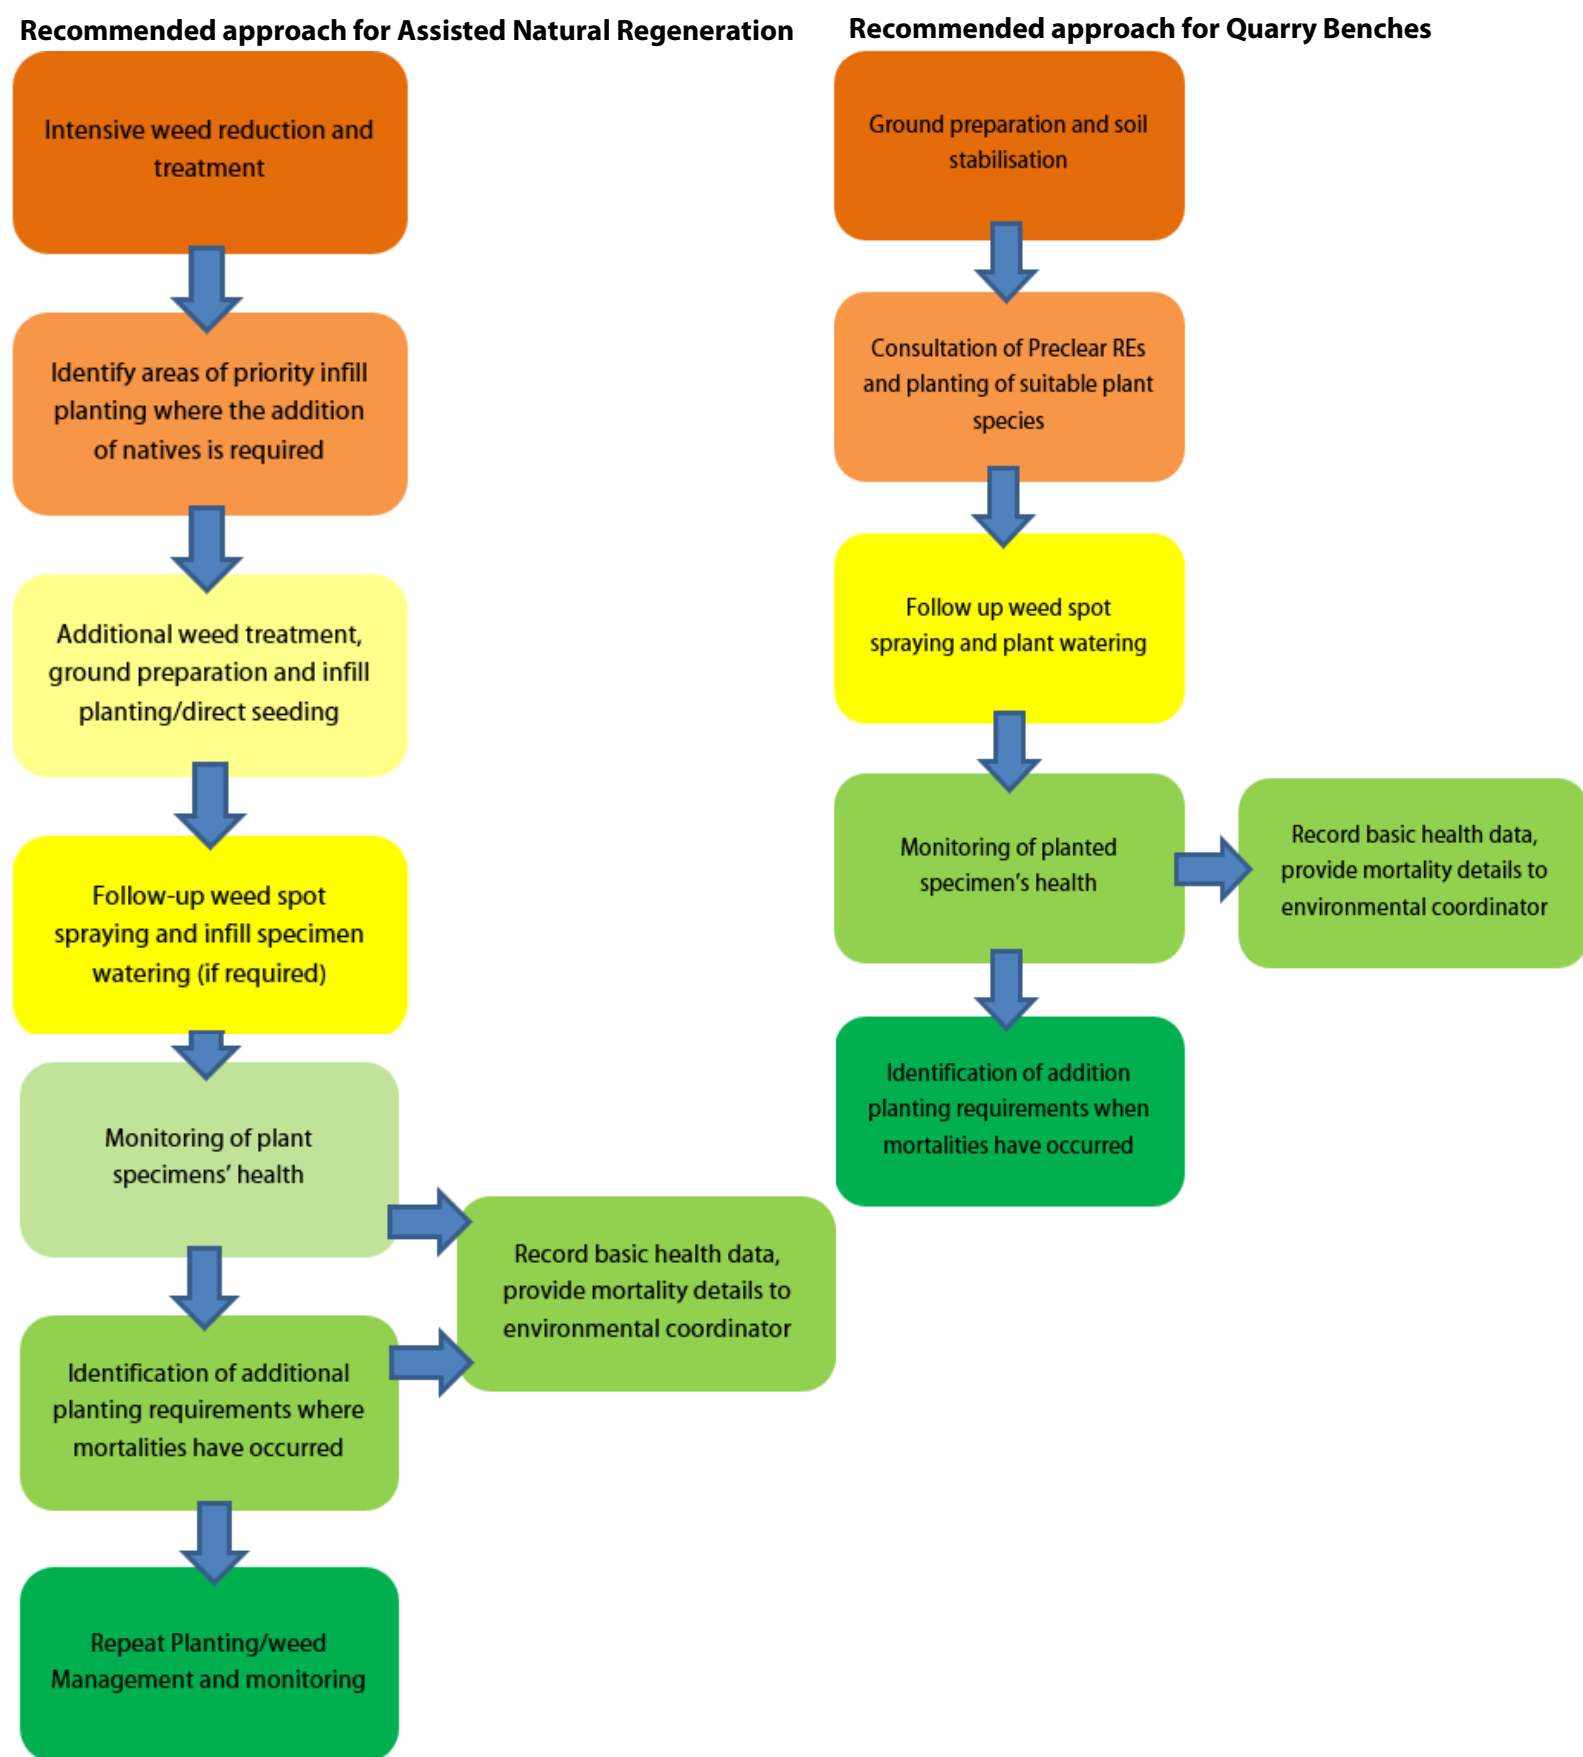 Recommended approach for Assisted Natural Regeneration
Intensive weed reduction and
treatment
Identify areas of priority infill
planting where the addition
of natives is required
Additional weed treatment,
ground preparation and infill
planting/direct seeding
Follow-up weed spot
spraying and infill specimen
watering (if required)
Monitoring of plant
specimens’ health
Record basic health data,
provide mortality details to
environmental coordinator
Identification of additional
planting requirements where
mortalities have occurred
Repeat Planting/weed
Management and monitoring
Recommended approach for Quarry Benches
Ground preparation and soil
stabilisation
Consultation of Preclear REs
and planting of suitable plant
species
Follow up weed spot
spraying and plant watering
Monitoring of planted
specimen’s health
Record basic health data,
provide mortality details to
environmental coordinator
Identification of addition
planting requirements when
mortalities have occurred